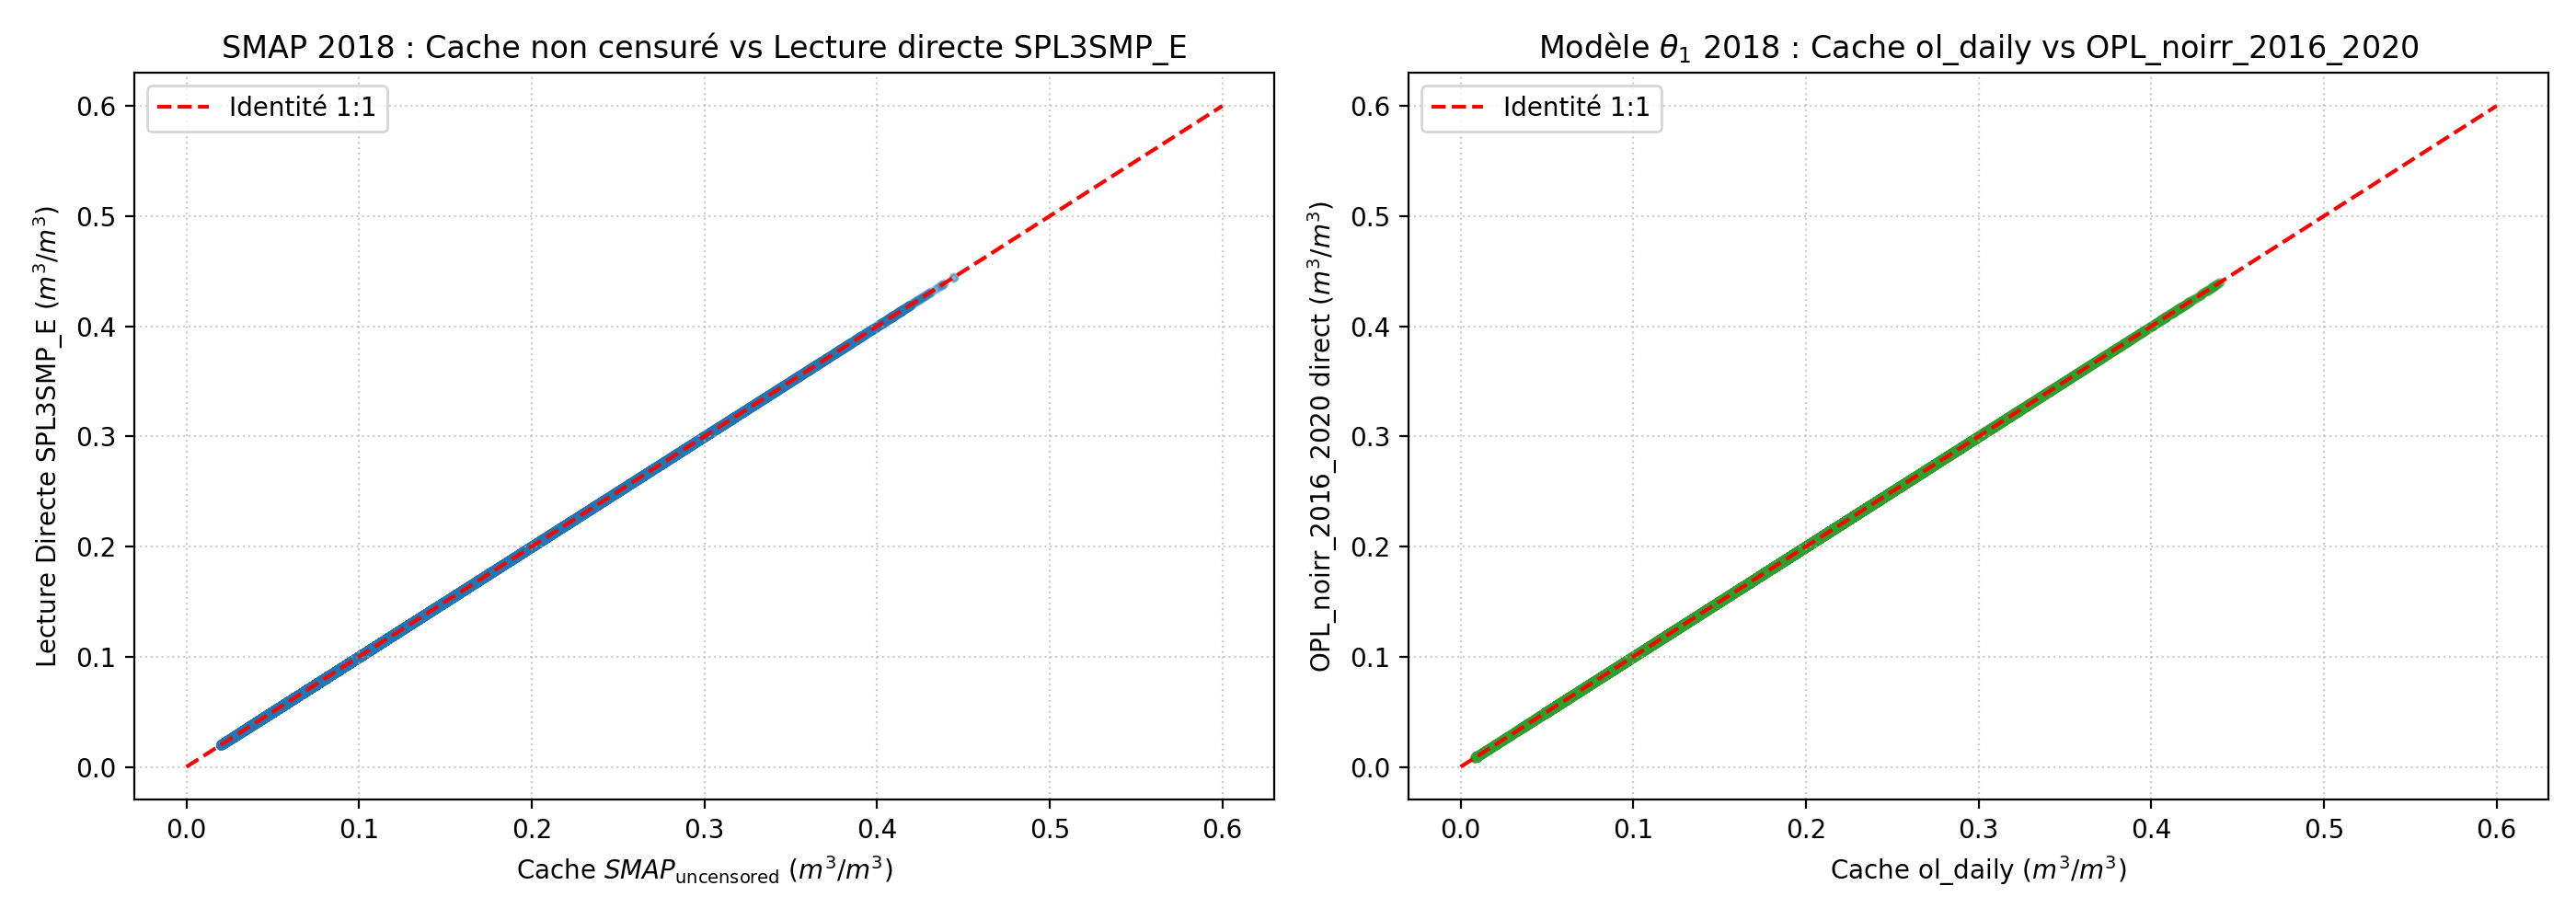 SMAP 2018 : Cache non censuré vs Lecture directe SPL3SMP_E
Identité 1:1
Lecture Directe SPL3SMP_E (m³/m³)
0.6
0.5
0.4
0.3
0.2
0.1
0.0
0.0 0.1 0.2 0.3 0.4 0.5 0.6
Cache SMAP_uncensored (m³/m³)
Modèle θ₁ 2018 : Cache ol_daily vs OPL_noirr_2016_2020
Identité 1:1
OPL_noirr_2016_2020 direct (m³/m³)
0.6
0.5
0.4
0.3
0.2
0.1
0.0
0.0 0.1 0.2 0.3 0.4 0.5 0.6
Cache ol_daily (m³/m³)